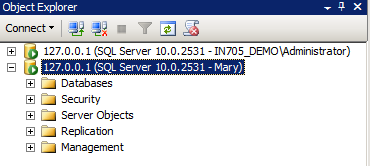 Object Explorer
Connect
127.0.0.1 (SQL Server 10.0.2531 - IN705_DEMO\Administrator)
127.0.0.1 (SQL Server 10.0.2531 - Mary)
Databases
Security
Server Objects
Replication
Management